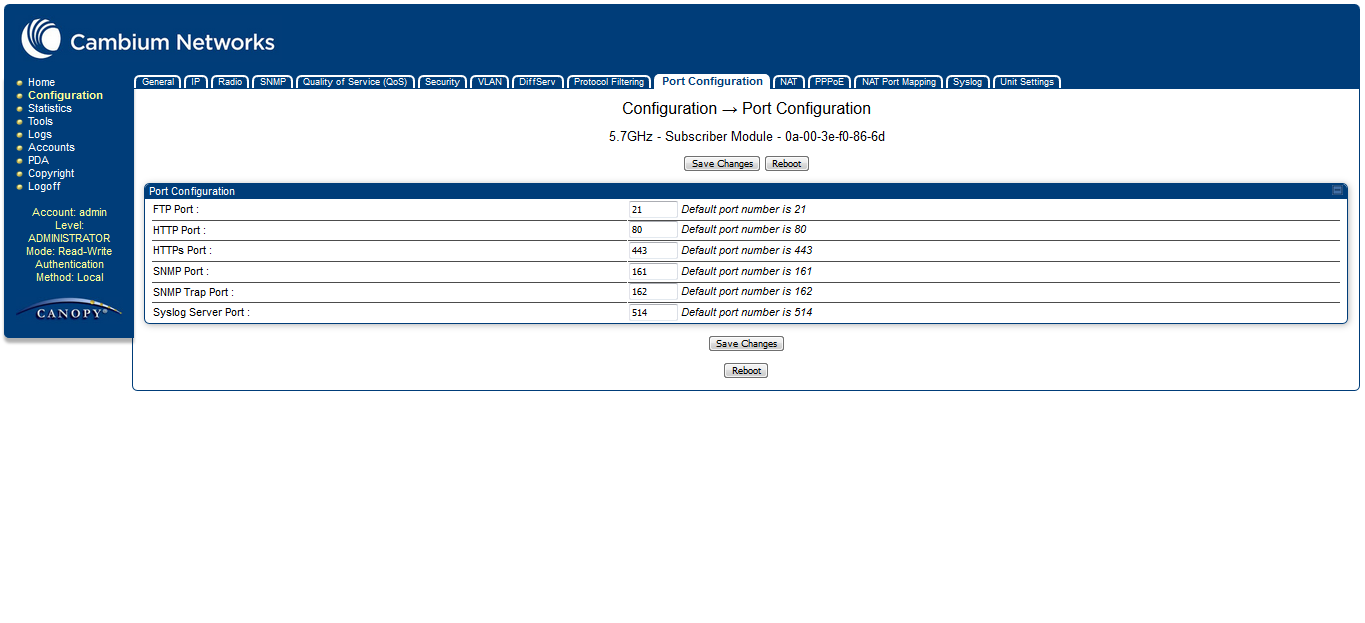 Cambium Networks
Home
Configuration
Statistics
Tools
Logs
Accounts
PDA
Copyright
Logoff
Account: admin
Level:
ADMINISTRATOR
Mode: Read-Write
Authentication
Method: Local
CANOPY®
General IP Radio SNMP Quality of Service (QoS) Security VLAN DiffServ Protocol Filtering Port Configuration NAT PPPoE NAT Port Mapping Syslog Unit Settings
Configuration → Port Configuration
5.7GHz - Subscriber Module - 0a-00-3e-f0-86-6d
Save Changes Reboot
Port Configuration
FTP Port : 21 Default port number is 21
HTTP Port : 80 Default port number is 80
HTTPs Port : 443 Default port number is 443
SNMP Port : 161 Default port number is 161
SNMP Trap Port : 162 Default port number is 162
Syslog Server Port : 514 Default port number is 514
Save Changes
Reboot